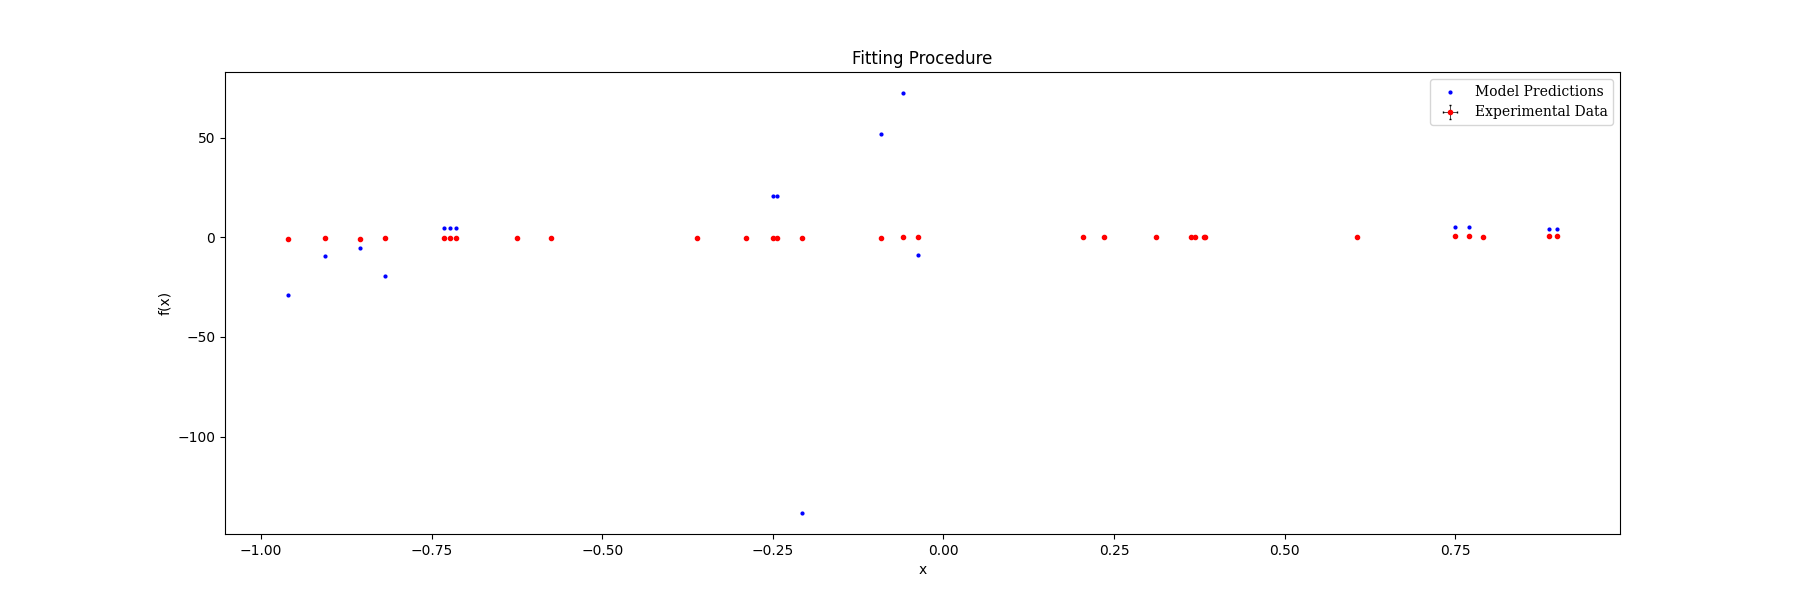 Fitting Procedure
Model Predictions
Experimental Data
f(x)
50
0
−50
−100
−1.00 −0.75 −0.50 −0.25 0.00 0.25 0.50 0.75
x